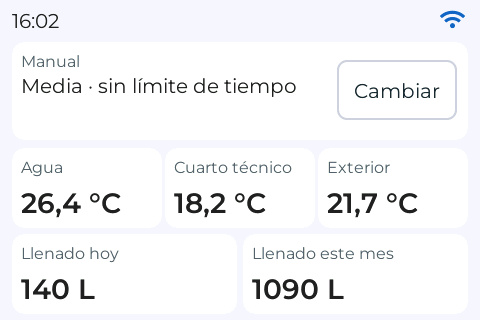 16:02
Manual
Media · sin límite de tiempo
Cambiar
Agua
26,4 °C
Cuarto técnico
18,2 °C
Exterior
21,7 °C
Llenado hoy
140 L
Llenado este mes
1090 L